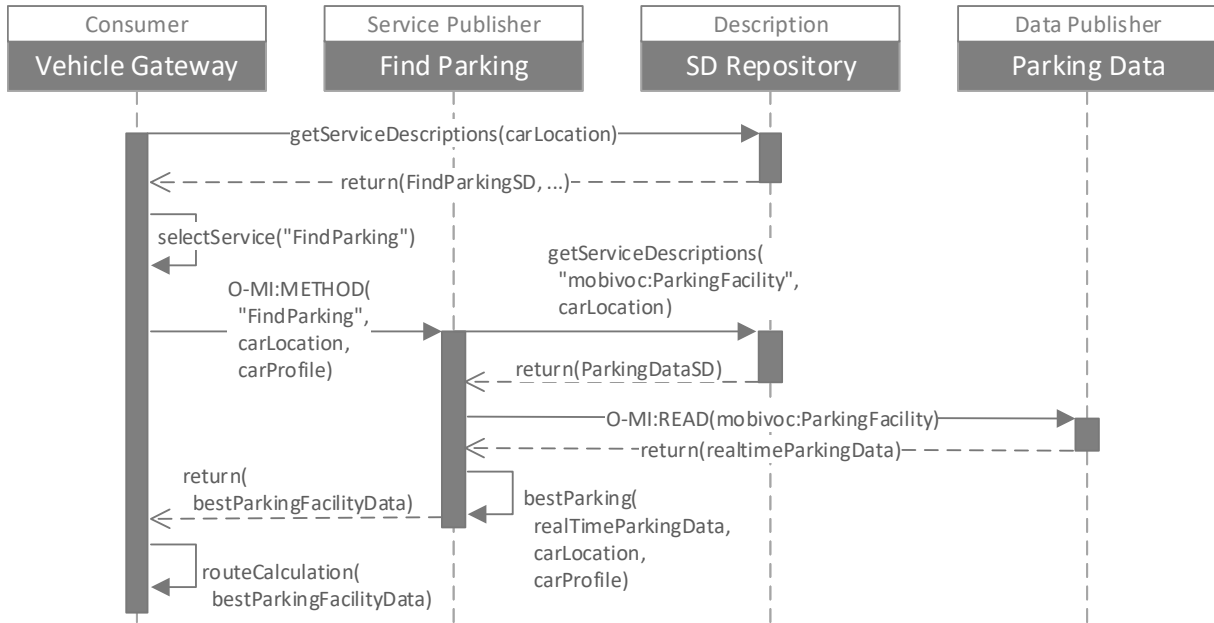 Consumer
Service Publisher
Description
Data Publisher
Vehicle Gateway
Find Parking
SD Repository
Parking Data
getServiceDescriptions(carLocation)
return(FindParkingSD, ...)
selectService("FindParking")
getServiceDescriptions(
"mobivoc:ParkingFacility",
carLocation)
O-MI:METHOD(
"FindParking",
carLocation,
carProfile)
return(ParkingDataSD)
O-MI:READ(mobivoc:ParkingFacility)
return(realtimeParkingData)
return(
bestParkingFacilityData)
bestParking(
realTimeParkingData,
carLocation,
carProfile)
routeCalculation(
bestParkingFacilityData)